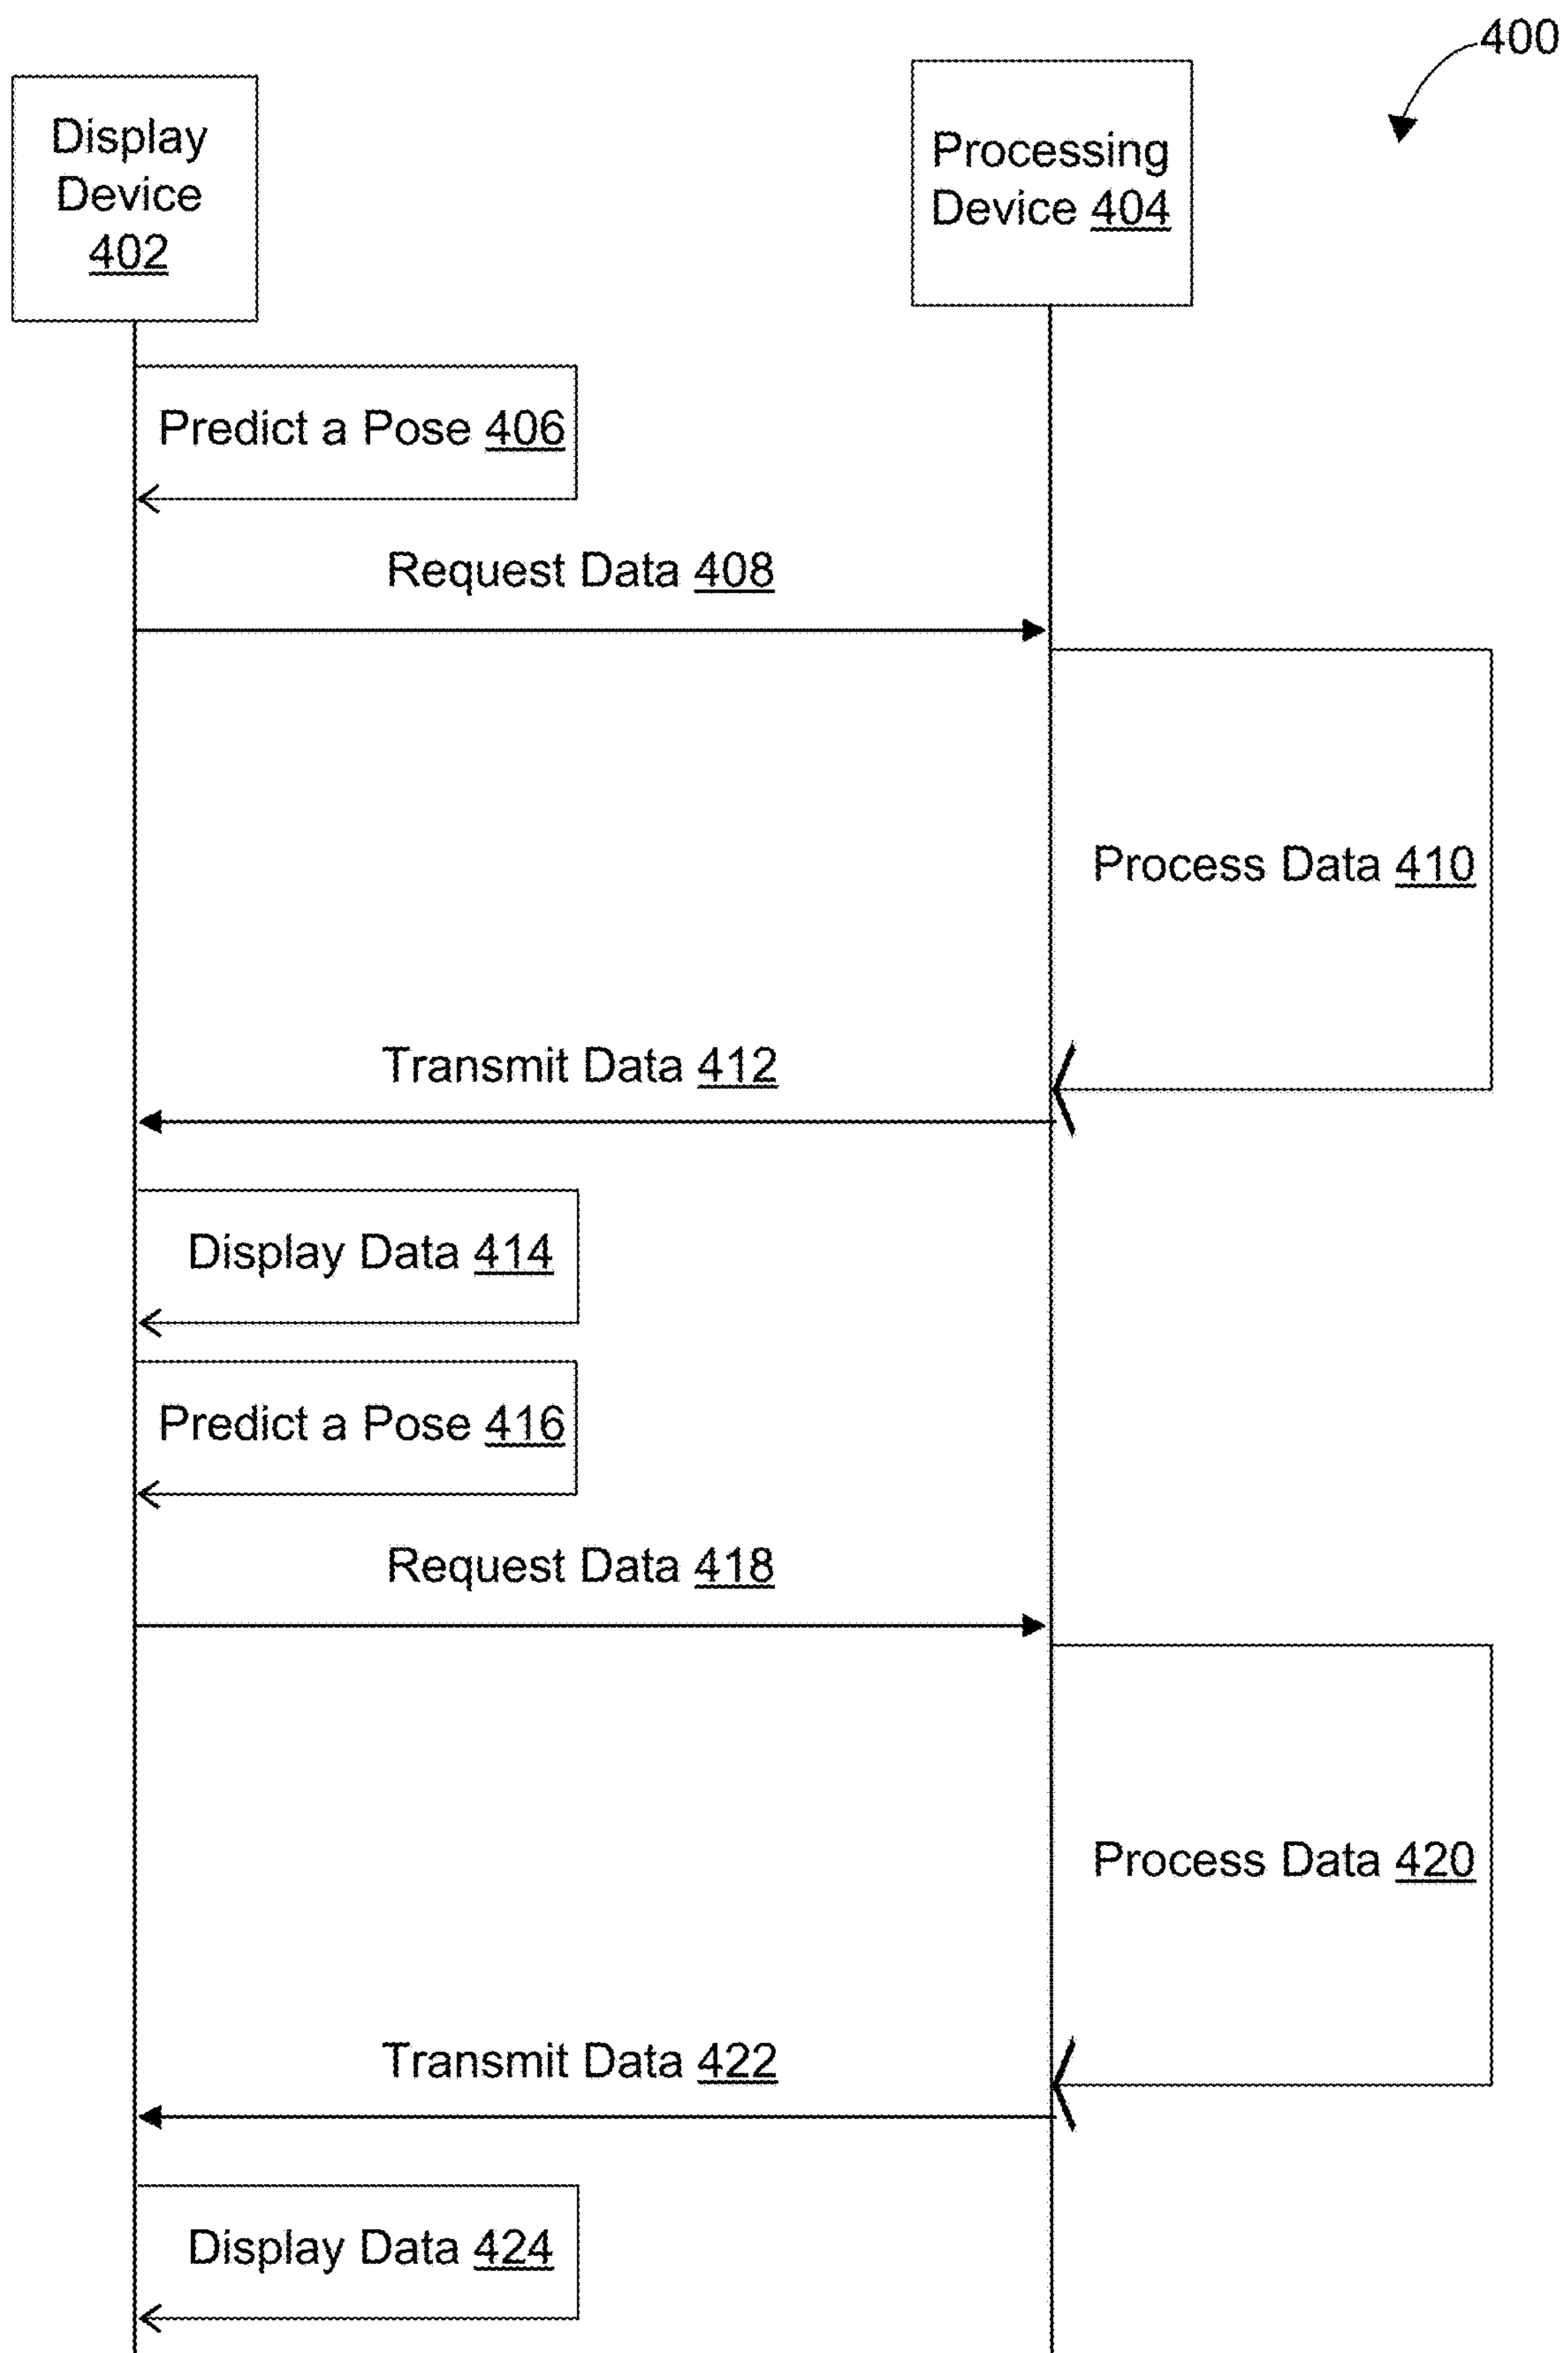 400
Display
Device
402
Processing
Device 404
Predict a Pose 406
Request Data 408
Process Data 410
Transmit Data 412
Display Data 414
Predict a Pose 416
Request Data 418
Process Data 420
Transmit Data 422
Display Data 424